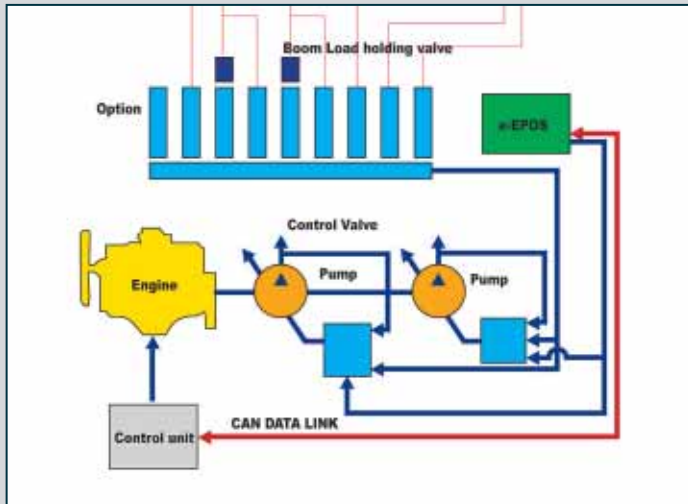 Boom Load holding valve
Option
e-EPOS
Control Valve
Pump
Pump
Engine
CAN DATA LINK
Control unit